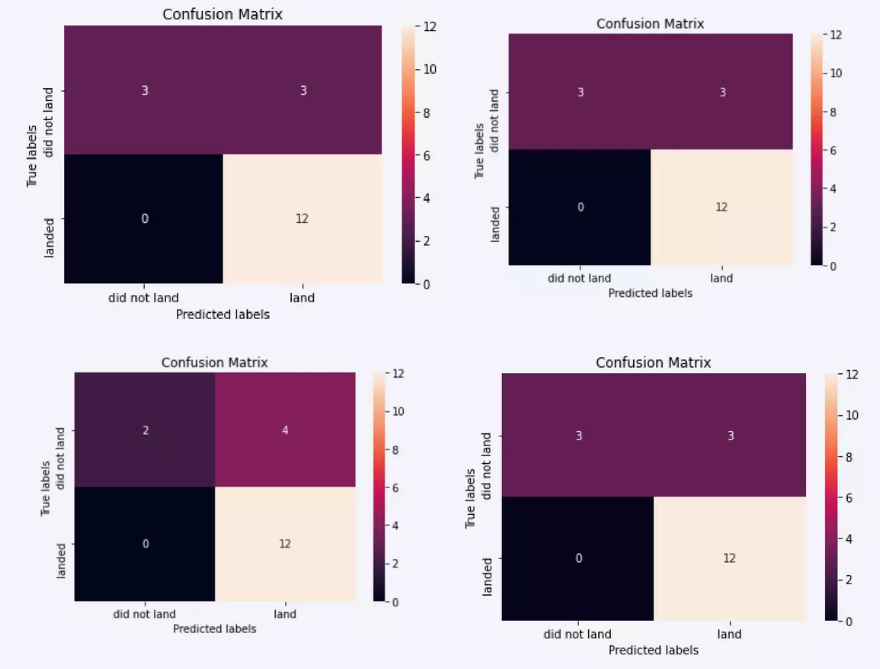 Confusion Matrix
True labels
did not land
landed
3 3
0 12
did not land land
Predicted labels
12
10
8
6
4
2
0
Confusion Matrix
True labels
did not land
landed
3 3
0 12
did not land land
Predicted labels
12
10
8
6
4
2
0
Confusion Matrix
True labels
did not land
landed
2 4
0 12
did not land land
Predicted labels
12
10
8
6
4
2
0
Confusion Matrix
True labels
did not land
landed
3 3
0 12
did not land land
Predicted labels
12
10
8
6
4
2
0